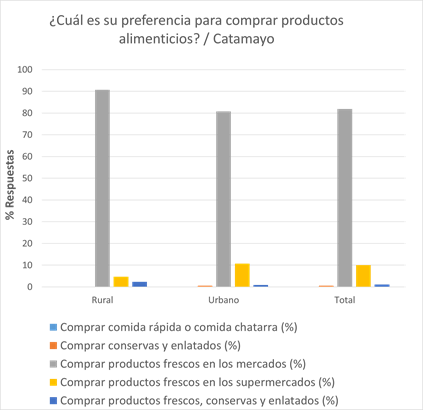 ¿Cuál es su preferencia para comprar productos
alimenticios? / Catamayo
% Respuestas
100
90
80
70
60
50
40
30
20
10
0
Rural Urbano Total
Comprar comida rápida o comida chatarra (%)
Comprar conservas y enlatados (%)
Comprar productos frescos en los mercados (%)
Comprar productos frescos en los supermercados (%)
Comprar productos frescos, conservas y enlatados (%)